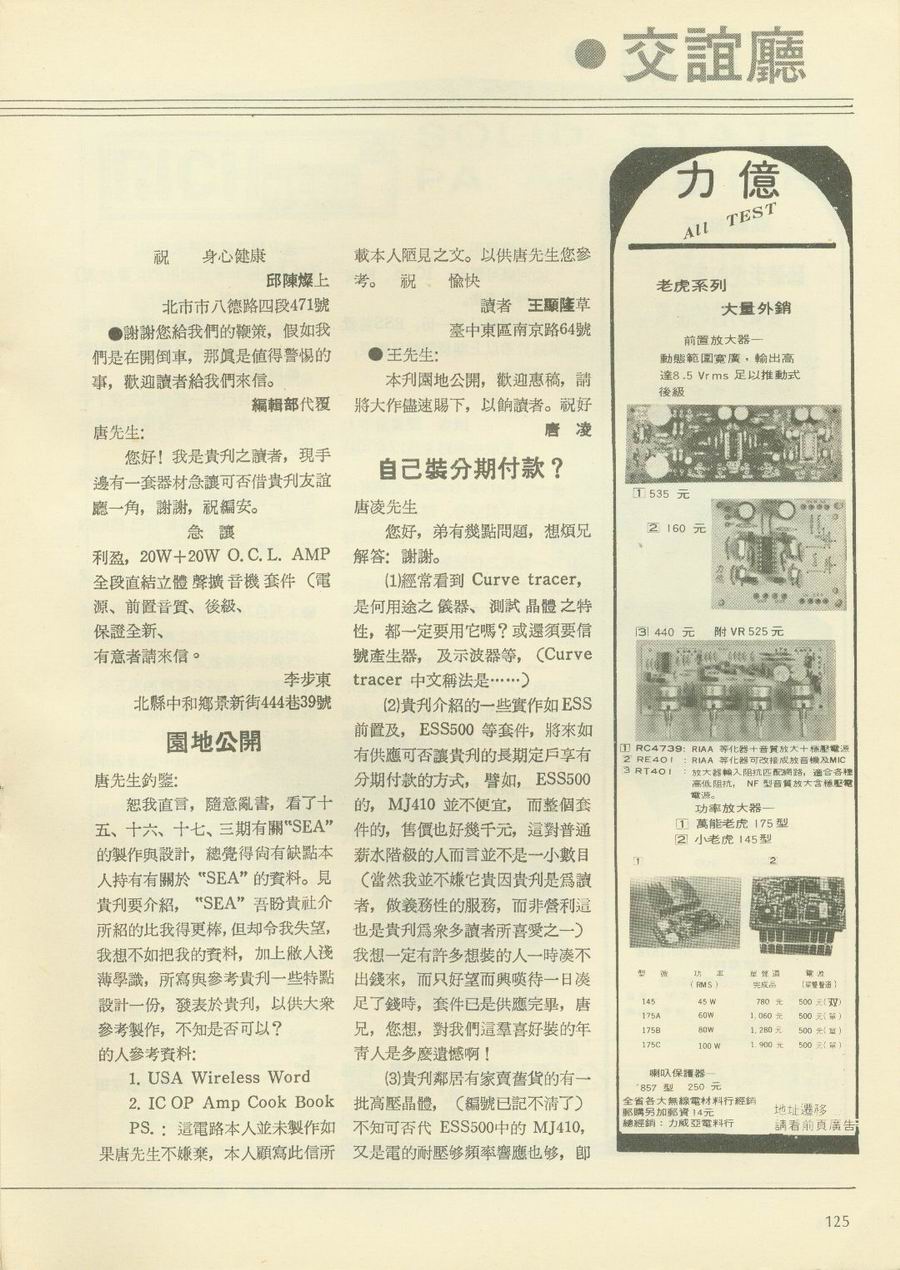 ●交誼廳
祝　身心健康
邱陳燦上
北市市八德路四段471號
●謝謝您給我們的鞭策，假如我
們是在開倒車，那眞是值得警惕的
事，歡迎讀者給我們來信。
編輯部代覆
唐先生：
您好！我是貴刋之讀者，現手
邊有一套器材急讓可否借貴刋友誼
廳一角，謝謝，祝編安。
急　讓
利盈，20W＋20W O.C.L. AMP
全段直結立體聲擴音機套件（電
源、前置音質、後級、
保證全新、
有意者請來信。
李步東
北縣中和鄉景新街444巷39號
園地公開
唐先生鈞鑒：
恕我直言，隨意亂書，看了十
五、十六、十七、三期有關“SEA”
的製作與設計，總覺得尙有缺點本
人持有有關於“SEA”的資料。見
貴刋要介紹，“SEA”吾盼貴社介
所紹的比我得更棒，但却令我失望，
我想不如把我的資料，加上敝人淺
薄學識，所寫與參考貴刋一些特點
設計一份，發表於貴刋，以供大衆
參考製作，不知是否可以？
的人參考資料：
1. USA Wireless Word
2. IC OP Amp Cook Book
PS.：這電路本人並未製作如
果唐先生不嫌棄，本人願寫此信所
載本人陋見之文。以供唐先生您參
考。　祝　愉快
讀者　王顯隆草
臺中東區南京路64號
●王先生：
本刋園地公開，歡迎惠稿，請
將大作儘速賜下，以餉讀者。祝好
唐　凌
自己裝分期付款？
唐凌先生
您好，弟有幾點問題，想煩兄
解答：謝謝。
(1)經常看到 Curve tracer，
是何用途之儀器、測試晶體之特
性，都一定要用它嗎？或還須要信
號產生器，及示波器等，（Curve
tracer 中文稱法是……）
(2)貴刋介紹的一些實作如ESS
前置及，ESS500 等套件，將來如
有供應可否讓貴刋的長期定戶享有
分期付款的方式，譬如，ESS500
的，MJ410 並不便宜，而整個套
件的，售價也好幾千元，這對普通
薪水階級的人而言並不是一小數目
（當然我並不嫌它貴因貴刋是爲讀
者，做義務性的服務，而非營利這
也是貴刋爲衆多讀者所喜愛之一）
我想一定有許多想裝的人一時湊不
出錢來，而只好望而興嘆待一日湊
足了錢時，套件已是供應完畢，唐
兄，您想，對我們這羣喜好裝的年
靑人是多麽遺憾啊！
(3)貴刋鄰居有家賣舊貨的有一
批高壓晶體，（編號已記不淸了）
不知可否代 ESS500中的 MJ410，
又是電的耐壓够頻率響應也够，卽
力億
All TEST
老虎系列
大量外銷
前置放大器—
動態範圍寬廣，輸出高
達8.5 Vrms 足以推動式
後級
1 535 元
2 160 元
3 440 元　附 VR 525元
1 RC4739: RIAA 等化器＋音質放大＋穩壓電源
2 RE401 : RIAA 等化器可改接成放音機及MIC
3 RT401 : 放大器輸入阻抗匹配網路，適合各種
高低阻抗，NF 型音質放大含穩壓電
電源。
功率放大器—
1 萬能老虎 175型
2 小老虎 145型
1　2
型號　功率（RMS）　單聲道完成品　電源（單雙聲道）
145　45 W　780 元　500 元(双)
175A　60W　1,060 元　500 元(單)
175B　80W　1,280 元　500 元(單)
175C　100 W　1,900 元　500 元(單)
喇叭保護器—
857 型　250 元
全省各大無線電材料行經銷
郵購另加郵資14元
總經銷：力威亞電料行
地址遷移
請看前頁廣告
125